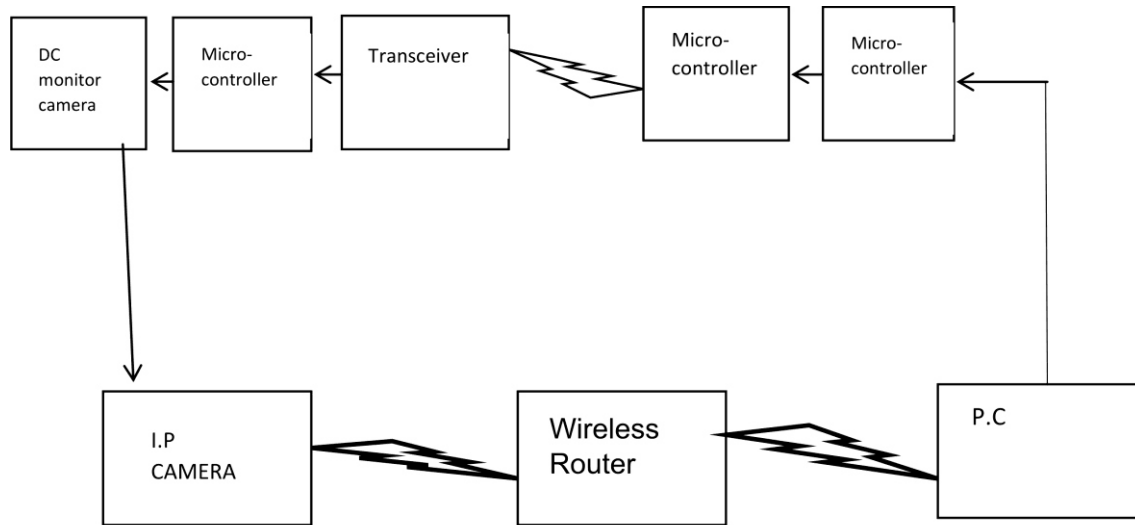 DC
monitor
camera
Micro-
controller
Transceiver
Micro-
controller
Micro-
controller
I.P
CAMERA
Wireless
Router
P.C